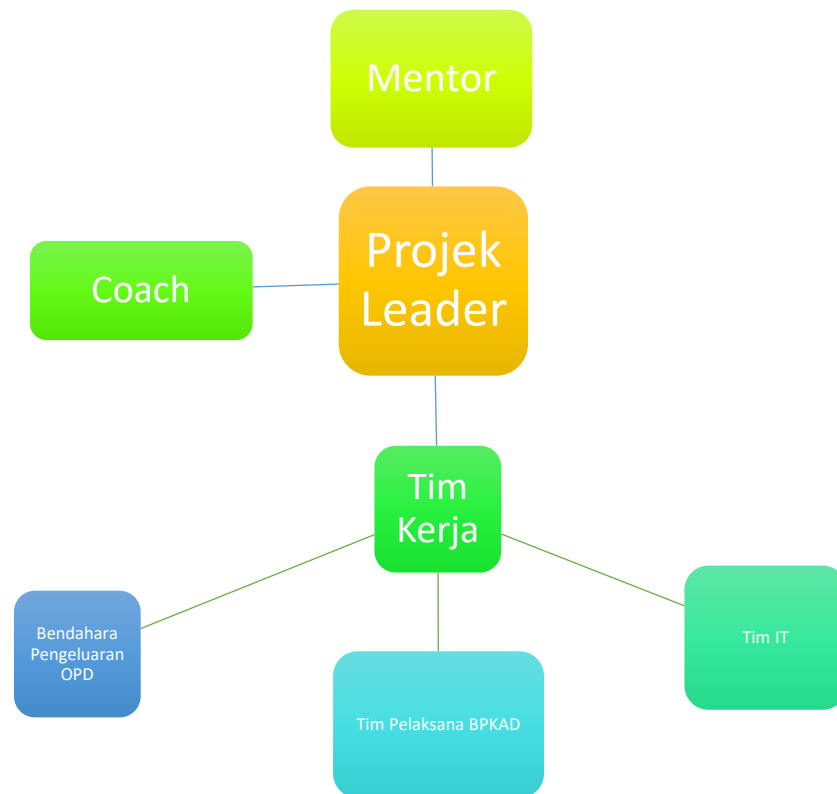 Mentor
Projek
Leader
Coach
Tim
Kerja
Bendahara
Pengeluaran
OPD
Tim Pelaksana BPKAD
Tim IT